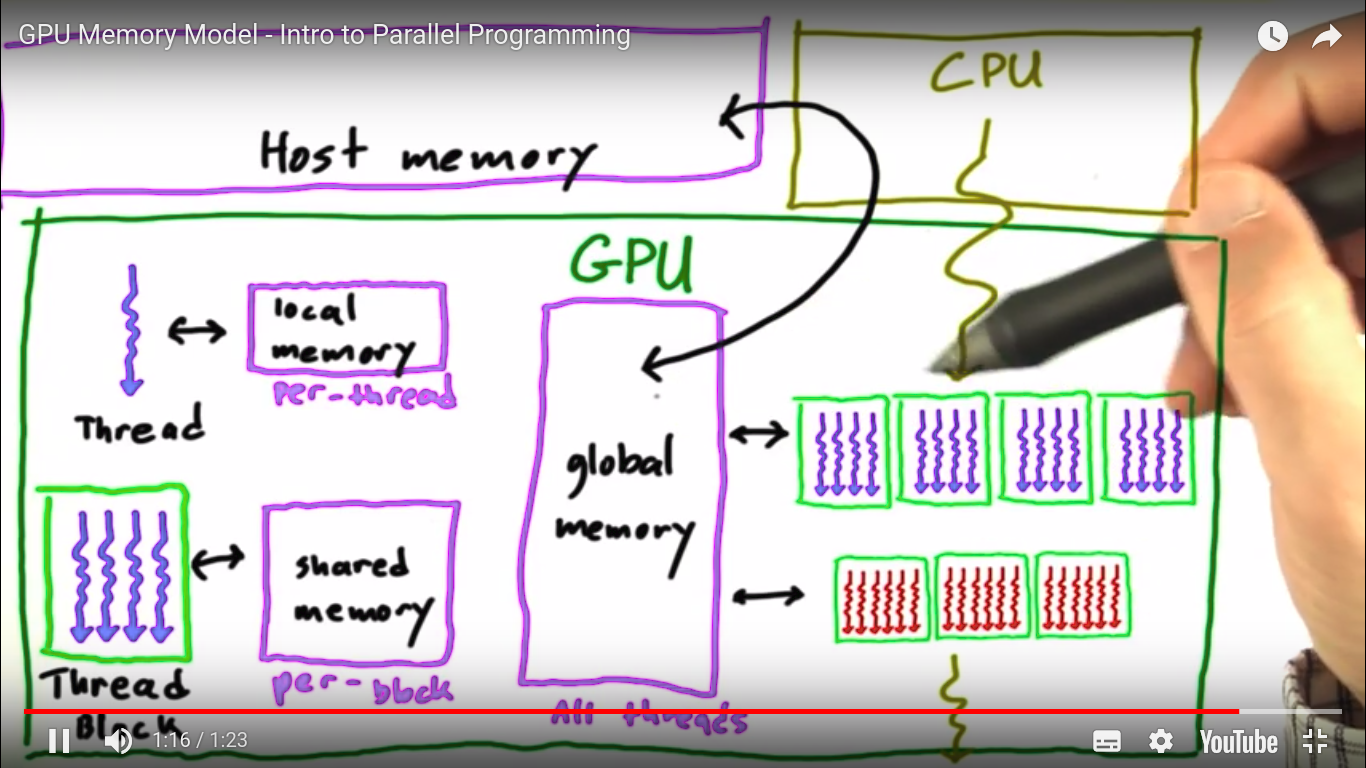 GPU Memory Model - Intro to Parallel Programming
CPU
Host memory
GPU
local
memory
per-thread
Thread
global
memory
shared
memory
Thread
Block
per-block
All threads
1:16 / 1:23
YouTube